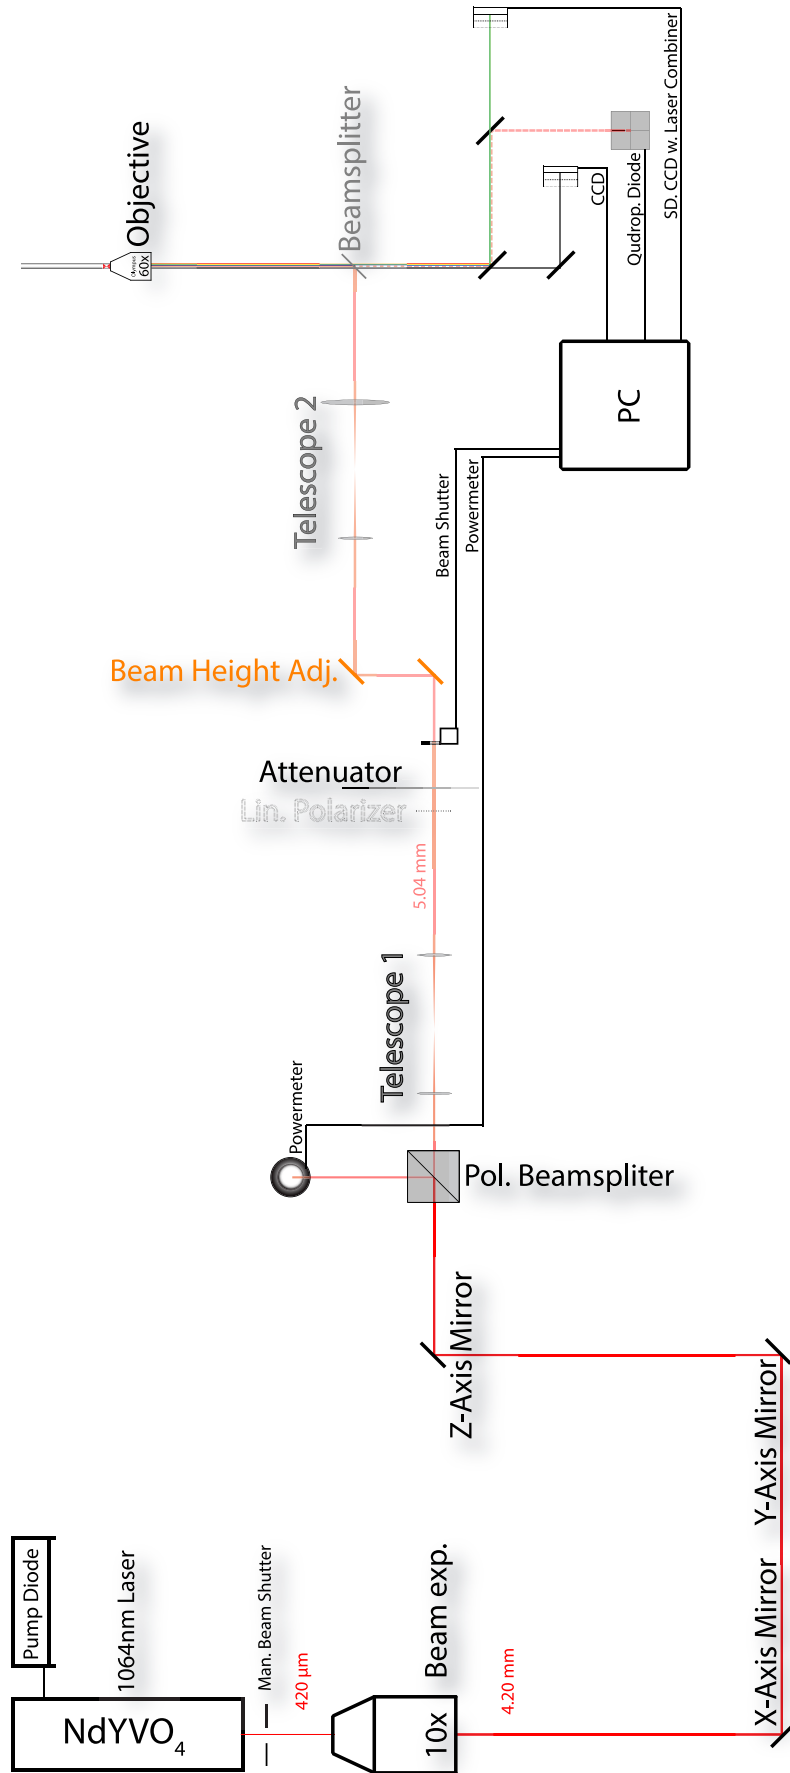 SD. CCD w. Laser Combiner
Objective
Beamsplitter
CCD
Qudrop. Diode
Olympus
60x
PC
Telescope 2
Beam Shutter
Powermeter
Beam Height Adj.
Attenuator
Lin. Polarizer
5.04 mm
Telescope 1
Powermeter
Pol. Beamspliter
Z-Axis Mirror
Y-Axis Mirror
X-Axis Mirror
Pump Diode
1064nm Laser
Man. Beam Shutter
420 µm
Beam exp.
4.20 mm
NdYVO4
10x